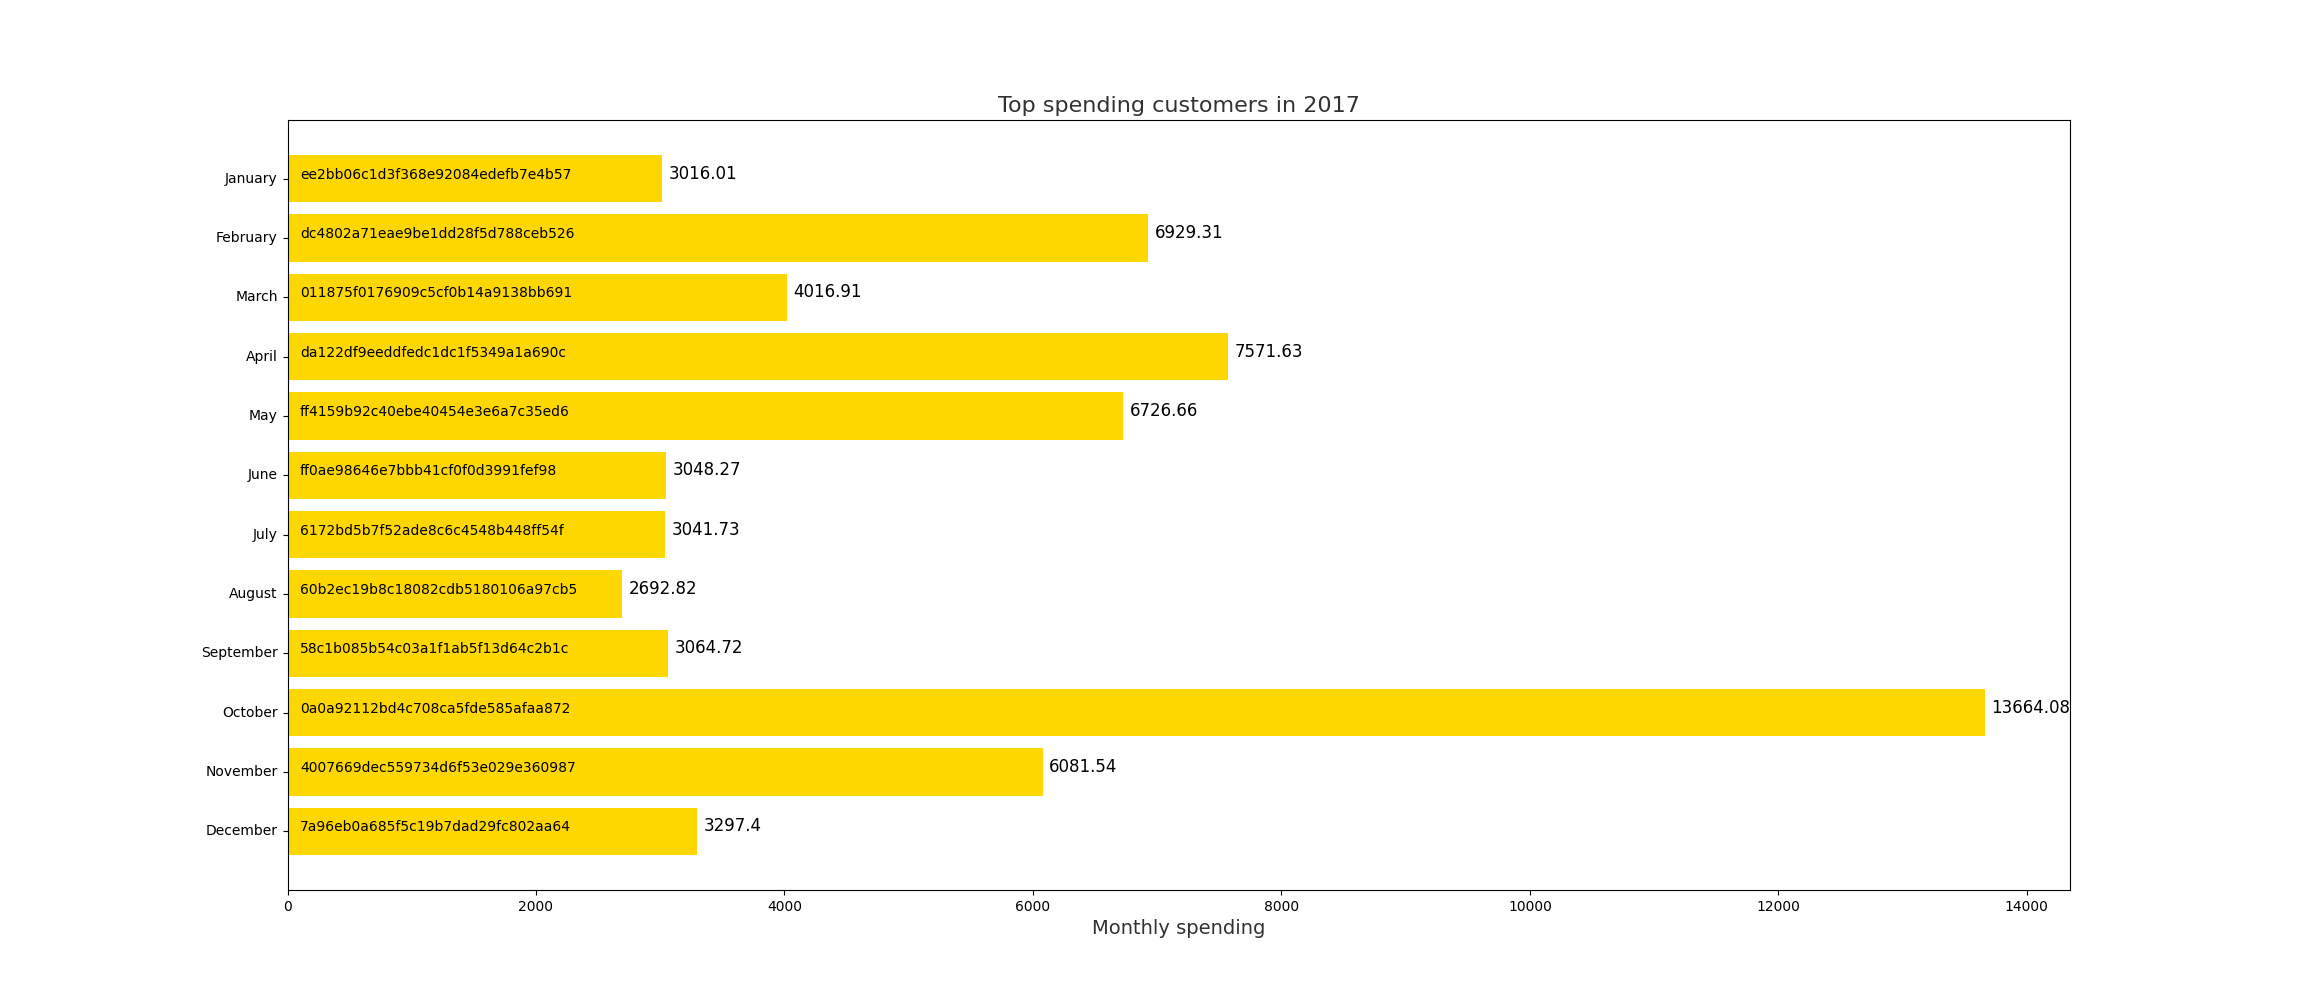 Top spending customers in 2017
January ee2bb06c1d3f368e92084edefb7e4b57 3016.01
February dc4802a71eae9be1dd28f5d788ceb526 6929.31
March 011875f0176909c5cf0b14a9138bb691 4016.91
April da122df9eeddfedc1dc1f5349a1a690c 7571.63
May ff4159b92c40ebe40454e3e6a7c35ed6 6726.66
June ff0ae98646e7bbb41cf0f0d3991fef98 3048.27
July 6172bd5b7f52ade8c6c4548b448ff54f 3041.73
August 60b2ec19b8c18082cdb5180106a97cb5 2692.82
September 58c1b085b54c03a1f1ab5f13d64c2b1c 3064.72
October 0a0a92112bd4c708ca5fde585afaa872 13664.08
November 4007669dec559734d6f53e029e360987 6081.54
December 7a96eb0a685f5c19b7dad29fc802aa64 3297.4
0 2000 4000 6000 8000 10000 12000 14000
Monthly spending